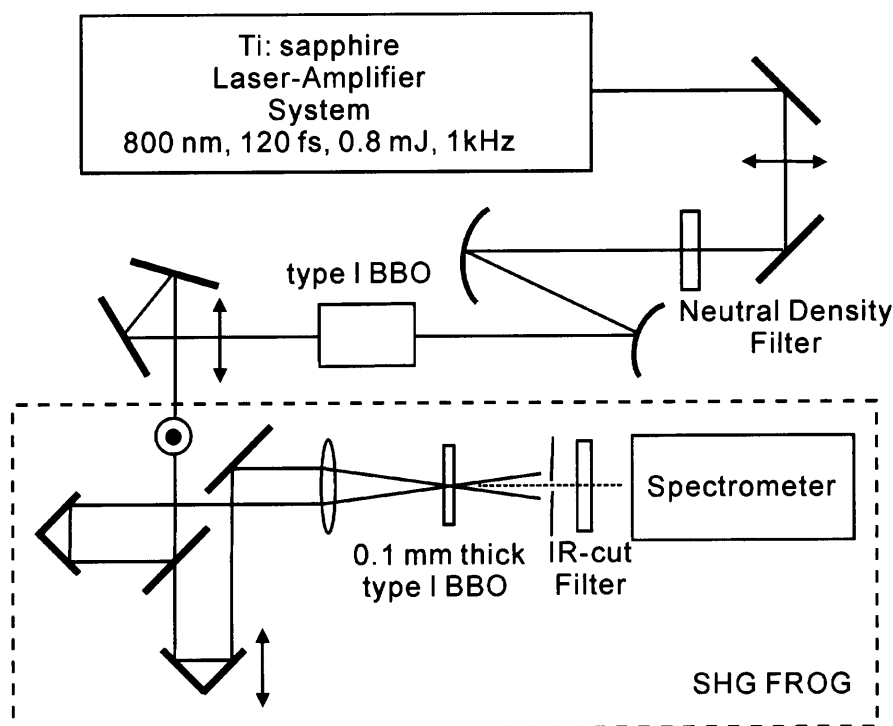 Ti: sapphire
Laser-Amplifier
System
800 nm, 120 fs, 0.8 mJ, 1kHz
type I BBO
Neutral Density
Filter
Spectrometer
0.1 mm thick
type I BBO
IR-cut
Filter
SHG FROG